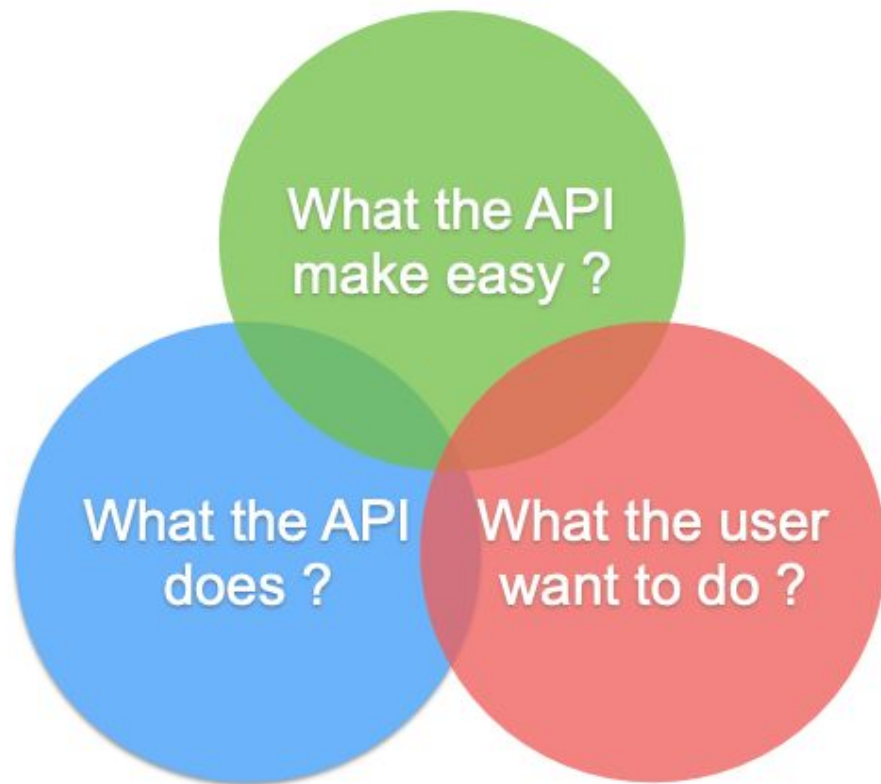 What the API
make easy ?
What the API
does ?
What the user
want to do ?